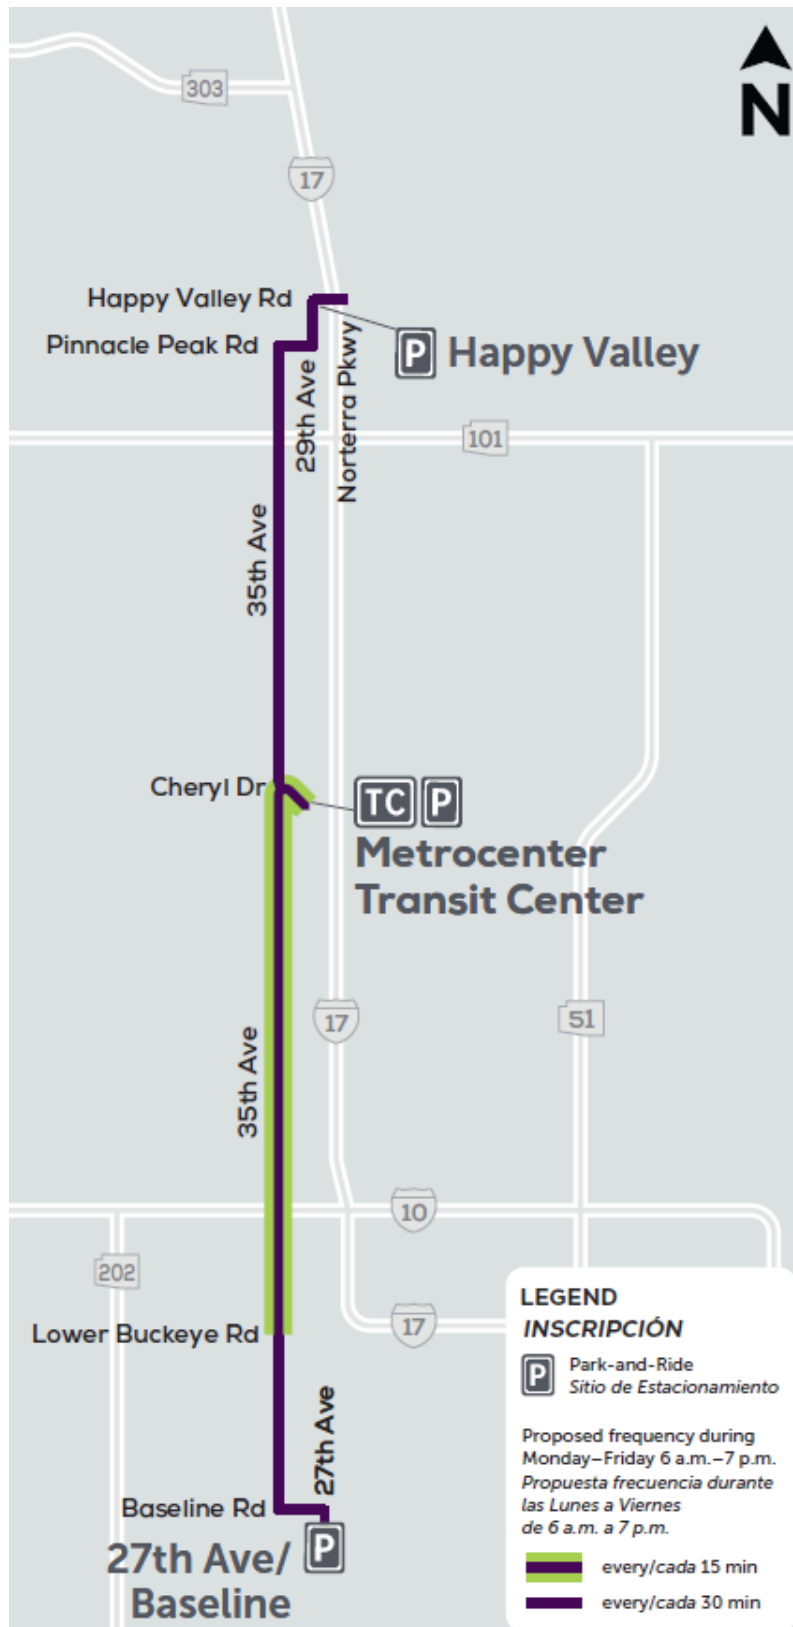 N
303
17
Happy Valley Rd
Pinnacle Peak Rd
P Happy Valley
29th Ave
Norterra Pkwy
101
35th Ave
Cheryl Dr
TC P
Metrocenter
Transit Center
17
51
35th Ave
10
202
17
Lower Buckeye Rd
27th Ave
Baseline Rd
P
27th Ave/
Baseline
LEGEND
INSCRIPCIÓN
P Park-and-Ride
Sitio de Estacionamiento
Proposed frequency during
Monday–Friday 6 a.m.–7 p.m.
Propuesta frecuencia durante
las Lunes a Viernes
de 6 a.m. a 7 p.m.
every/cada 15 min
every/cada 30 min